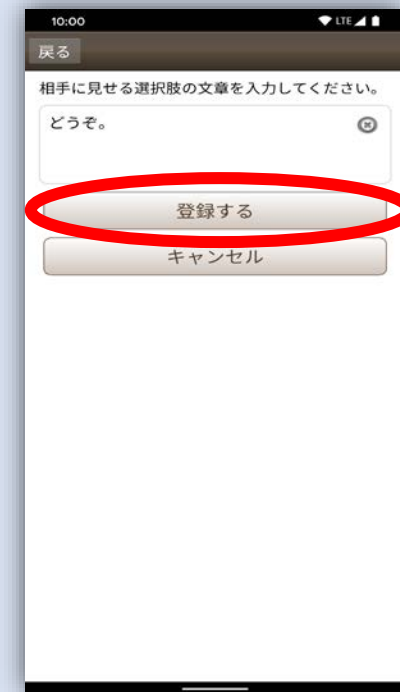 10:00 LTE
戻る
相手に見せる選択肢の文章を入力してください。
どうぞ。
登録する
キャンセル